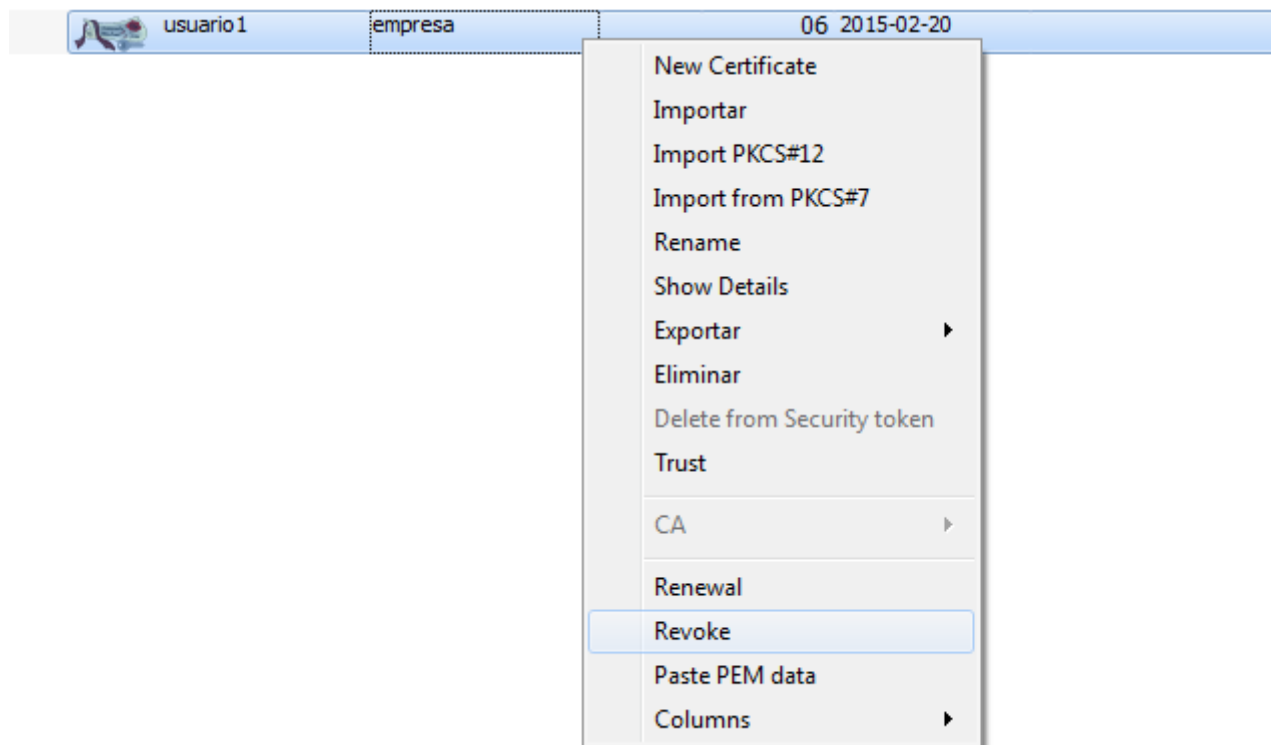 usuario1 empresa 06 2015-02-20
New Certificate
Importar
Import PKCS#12
Import from PKCS#7
Rename
Show Details
Exportar
Eliminar
Delete from Security token
Trust
CA
Renewal
Revoke
Paste PEM data
Columns